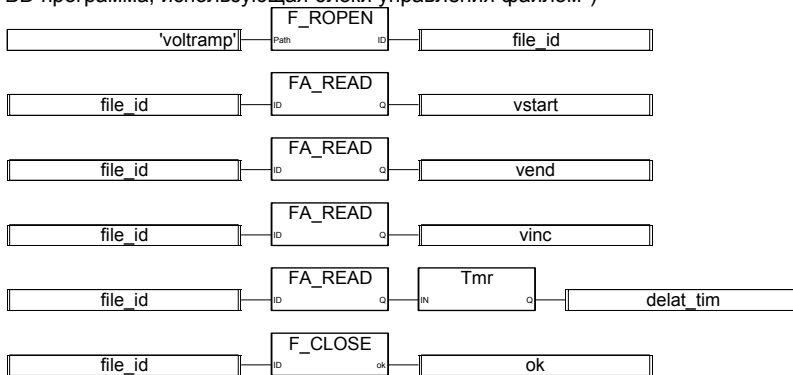 F_ROPEN
'voltramp' Path ID file_id
FA_READ
file_id ID Q vstart
FA_READ
file_id ID Q vend
FA_READ
file_id ID Q vinc
FA_READ Tmr
file_id ID Q IN Q delat_tim
F_CLOSE
file_id ID ok ok